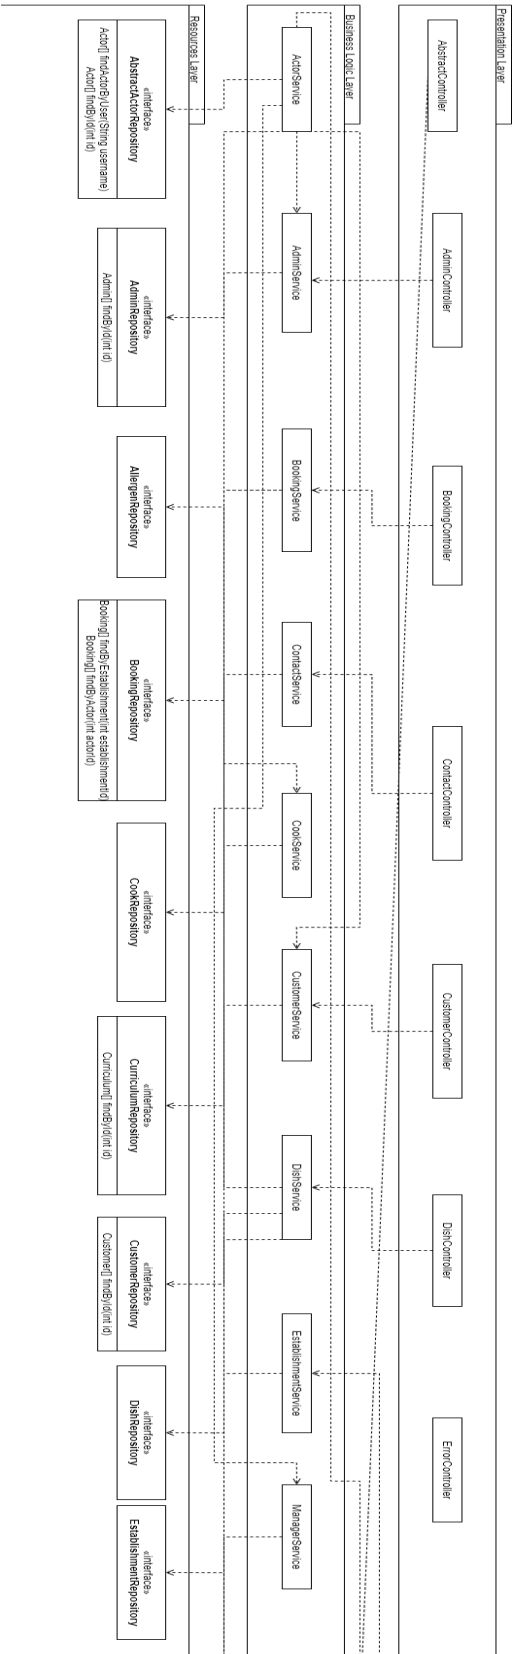 Presentation Layer
AbstractController
AdminController
BookingController
ContactController
CustomerController
DishController
ErrorController
Business Logic Layer
ActorService
AdminService
BookingService
ContactService
CookService
CustomerService
DishService
EstablishmentService
ManagerService
Resources Layer
«interface»
AbstractActorRepository
Actor[] findActorByUser(String username)
Actor[] findById(int id)
«interface»
AdminRepository
Admin[] findById(int id)
«interface»
AllergenRepository
«interface»
BookingRepository
Booking[] findByEstablishment(int establishmentId)
Booking[] findByActor(int actorId)
«interface»
CookRepository
«interface»
CurriculumRepository
Curriculum[] findById(int id)
«interface»
CustomerRepository
Customer[] findById(int id)
«interface»
DishRepository
«interface»
EstablishmentRepository